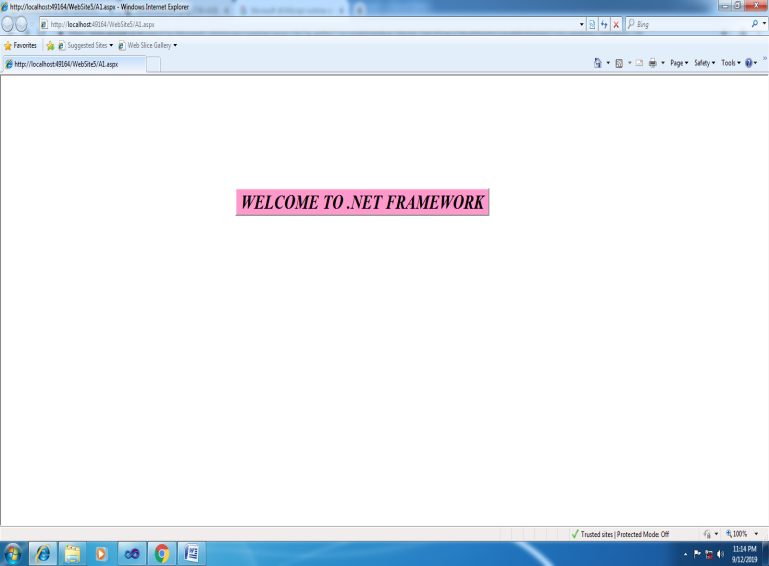 http://localhost:49164/WebSite5/A1.aspx - Windows Internet Explorer
http://localhost:49164/WebSite5/A1.aspx
Bing
Favorites
Suggested Sites
Web Slice Gallery
http://localhost:49164/WebSite5/A1.aspx
Page
Safety
Tools
WELCOME TO .NET FRAMEWORK
Trusted sites | Protected Mode: Off
100%
11:14 PM
9/12/2019